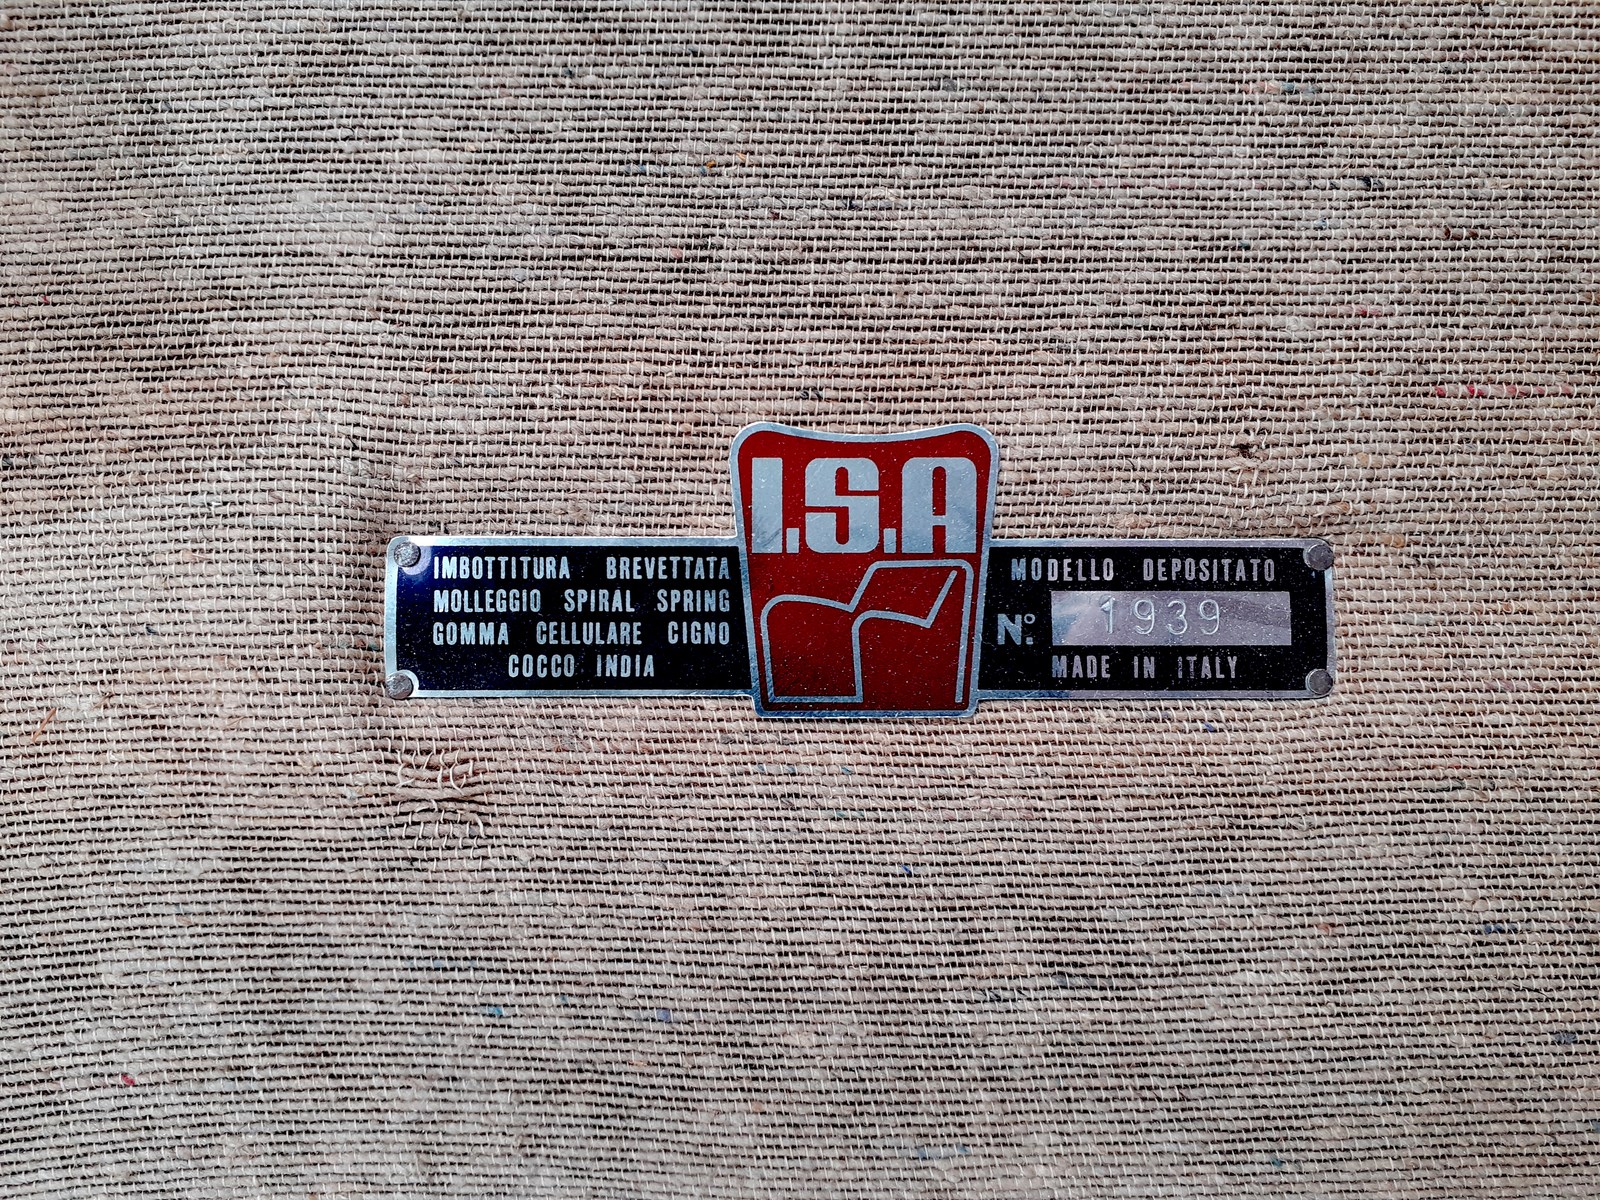 I.S.A
IMBOTTITURA BREVETTATA
MOLLEGGIO SPIRAL SPRING
GOMMA CELLULARE CIGNO
COCCO INDIA
MODELLO DEPOSITATO
N°. 1939
MADE IN ITALY